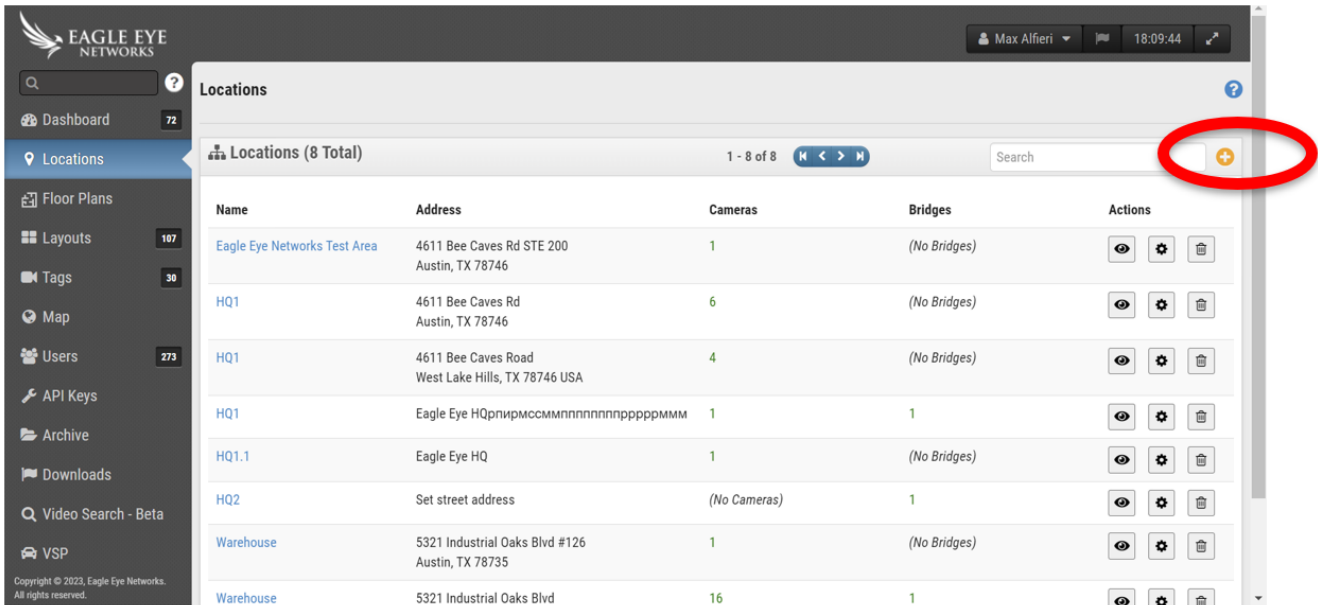 EAGLE EYE
NETWORKS
Max Alfieri
18:09:44
?
Locations
?
Dashboard 72
Locations
Floor Plans
Layouts 107
Tags 30
Map
Users 273
API Keys
Archive
Downloads
Video Search - Beta
VSP
Copyright © 2023, Eagle Eye Networks.
All rights reserved.
Locations (8 Total)
1 - 8 of 8
Search
Name Address Cameras Bridges Actions
Eagle Eye Networks Test Area 4611 Bee Caves Rd STE 200 1 (No Bridges)
Austin, TX 78746
HQ1 4611 Bee Caves Rd 6 (No Bridges)
Austin, TX 78746
HQ1 4611 Bee Caves Road 4 (No Bridges)
West Lake Hills, TX 78746 USA
HQ1 Eagle Eye HQрпирмссммппппппппрррррммм 1 1
HQ1.1 Eagle Eye HQ 1 (No Bridges)
HQ2 Set street address (No Cameras) 1
Warehouse 5321 Industrial Oaks Blvd #126 1 (No Bridges)
Austin, TX 78735
Warehouse 5321 Industrial Oaks Blvd 16 1